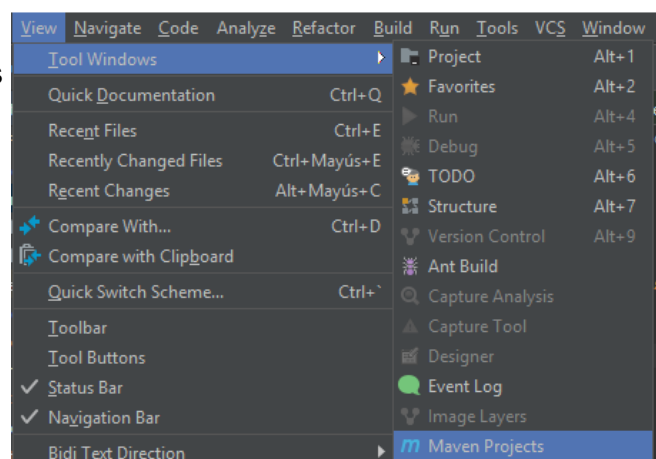 View Navigate Code Analyze Refactor Build Run Tools VCS Window
Tool Windows
Quick Documentation Ctrl+Q
Recent Files Ctrl+E
Recently Changed Files Ctrl+Mayús+E
Recent Changes Alt+Mayús+C
Compare With... Ctrl+D
Compare with Clipboard
Quick Switch Scheme... Ctrl+`
Toolbar
Tool Buttons
Status Bar
Navigation Bar
Bidi Text Direction
Project Alt+1
Favorites Alt+2
Run Alt+4
Debug Alt+5
TODO Alt+6
Structure Alt+7
Version Control Alt+9
Ant Build
Capture Analysis
Capture Tool
Designer
Event Log
Image Layers
Maven Projects